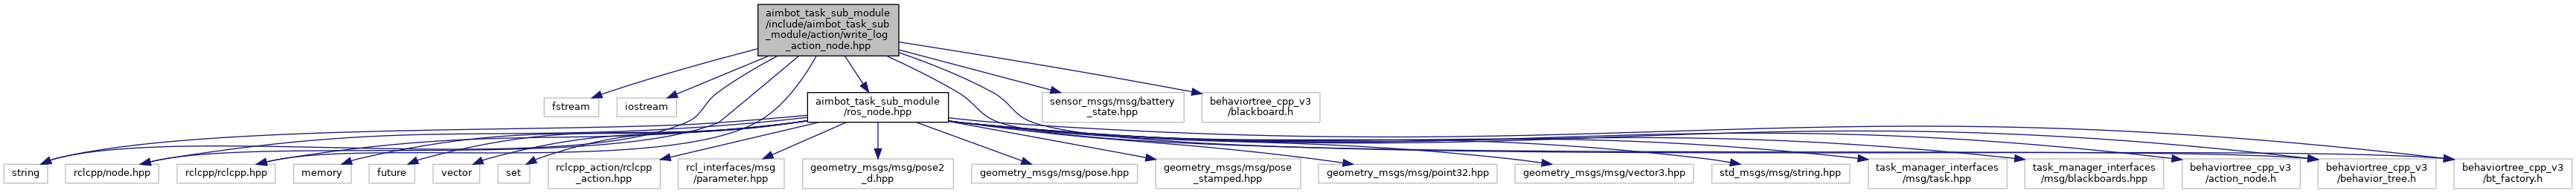 aimbot_task_sub_module
/include/aimbot_task_sub
_module/action/write_log
_action_node.hpp
fstream
iostream
aimbot_task_sub_module
/ros_node.hpp
sensor_msgs/msg/battery
_state.hpp
behaviortree_cpp_v3
/blackboard.h
string
rclcpp/node.hpp
rclcpp/rclcpp.hpp
memory
future
vector
set
rclcpp_action/rclcpp
_action.hpp
rcl_interfaces/msg
/parameter.hpp
geometry_msgs/msg/pose2
_d.hpp
geometry_msgs/msg/pose.hpp
geometry_msgs/msg/pose
_stamped.hpp
geometry_msgs/msg/point32.hpp
geometry_msgs/msg/vector3.hpp
std_msgs/msg/string.hpp
task_manager_interfaces
/msg/task.hpp
task_manager_interfaces
/msg/blackboards.hpp
behaviortree_cpp_v3
/action_node.h
behaviortree_cpp_v3
/behavior_tree.h
behaviortree_cpp_v3
/bt_factory.h